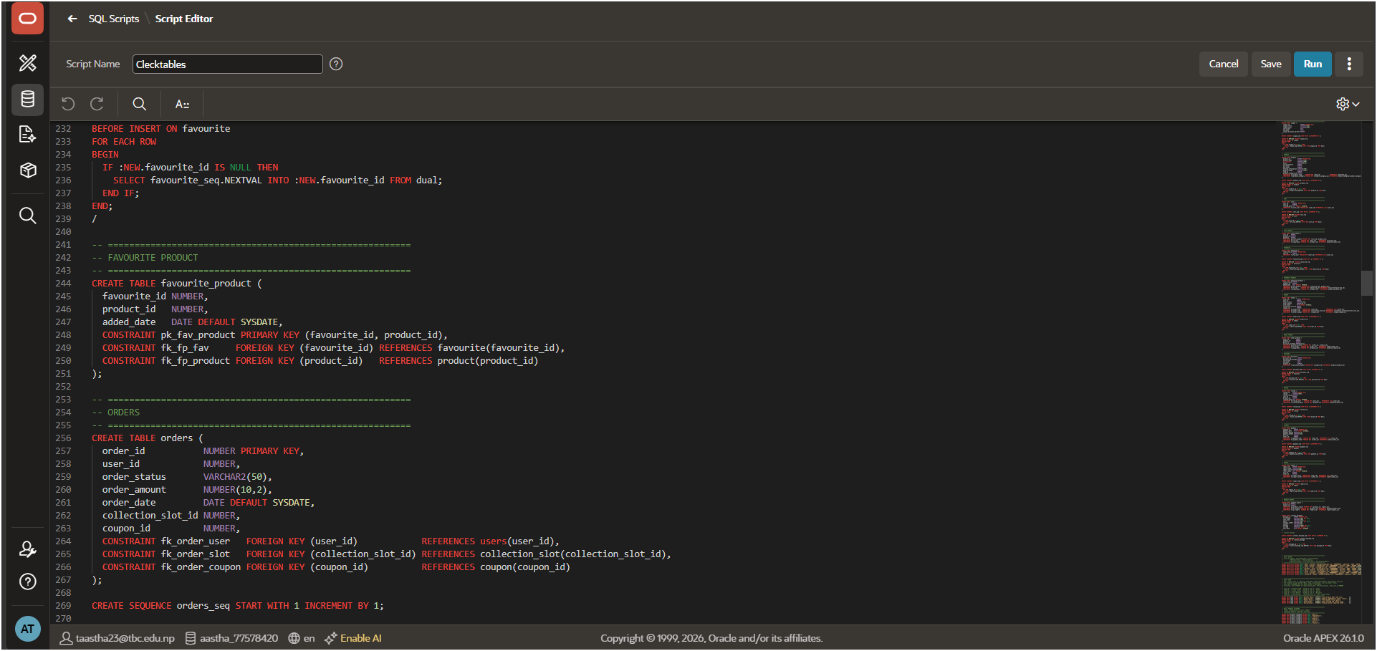 SQL Scripts \ Script Editor
Script Name Clecktables ? Cancel Save Run
A
232 BEFORE INSERT ON favourite
233 FOR EACH ROW
234 BEGIN
235 IF :NEW.favourite_id IS NULL THEN
236 SELECT favourite_seq.NEXTVAL INTO :NEW.favourite_id FROM dual;
237 END IF;
238 END;
239 /
240
241 -- =========================================================
242 -- FAVOURITE PRODUCT
243 -- =========================================================
244 CREATE TABLE favourite_product (
245 favourite_id NUMBER,
246 product_id NUMBER,
247 added_date DATE DEFAULT SYSDATE,
248 CONSTRAINT pk_fav_product PRIMARY KEY (favourite_id, product_id),
249 CONSTRAINT fk_fp_fav FOREIGN KEY (favourite_id) REFERENCES favourite(favourite_id),
250 CONSTRAINT fk_fp_product FOREIGN KEY (product_id) REFERENCES product(product_id)
251 );
252
253 -- =========================================================
254 -- ORDERS
255 -- =========================================================
256 CREATE TABLE orders (
257 order_id NUMBER PRIMARY KEY,
258 user_id NUMBER,
259 order_status VARCHAR2(50),
260 order_amount NUMBER(10,2),
261 order_date DATE DEFAULT SYSDATE,
262 collection_slot_id NUMBER,
263 coupon_id NUMBER,
264 CONSTRAINT fk_order_user FOREIGN KEY (user_id) REFERENCES users(user_id),
265 CONSTRAINT fk_order_slot FOREIGN KEY (collection_slot_id) REFERENCES collection_slot(collection_slot_id),
266 CONSTRAINT fk_order_coupon FOREIGN KEY (coupon_id) REFERENCES coupon(coupon_id)
267 );
268
269 CREATE SEQUENCE orders_seq START WITH 1 INCREMENT BY 1;
270
AT
taastha23@tbc.edu.np aastha_77578420 en Enable AI Copyright © 1999, 2026, Oracle and/or its affiliates. Oracle APEX 26.1.0